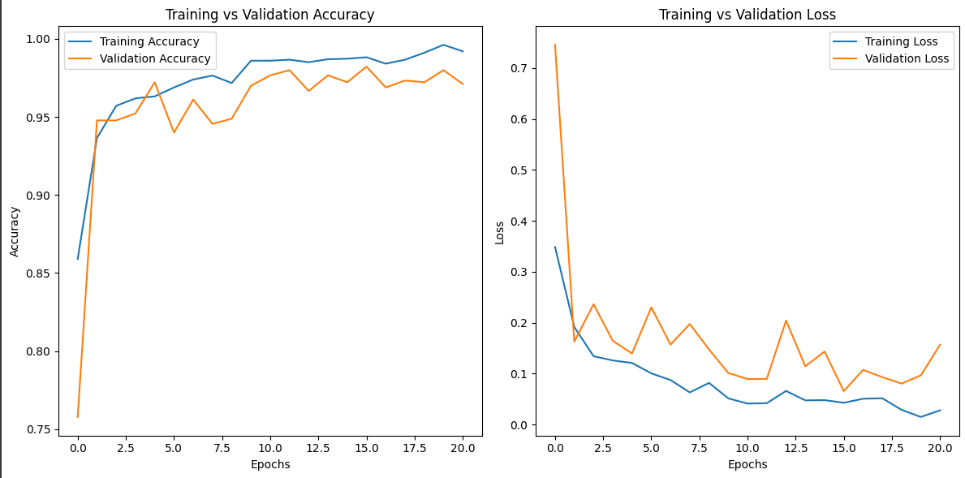 Training vs Validation Accuracy
Training Accuracy
Validation Accuracy
1.00
0.95
0.90
0.85
0.80
0.75
Accuracy
0.0 2.5 5.0 7.5 10.0 12.5 15.0 17.5 20.0
Epochs
Training vs Validation Loss
Training Loss
Validation Loss
0.7
0.6
0.5
0.4
0.3
0.2
0.1
0.0
Loss
0.0 2.5 5.0 7.5 10.0 12.5 15.0 17.5 20.0
Epochs